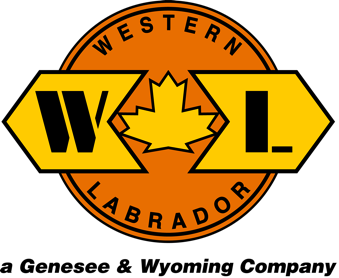 WESTERN
W L
LABRADOR
a Genesee & Wyoming Company